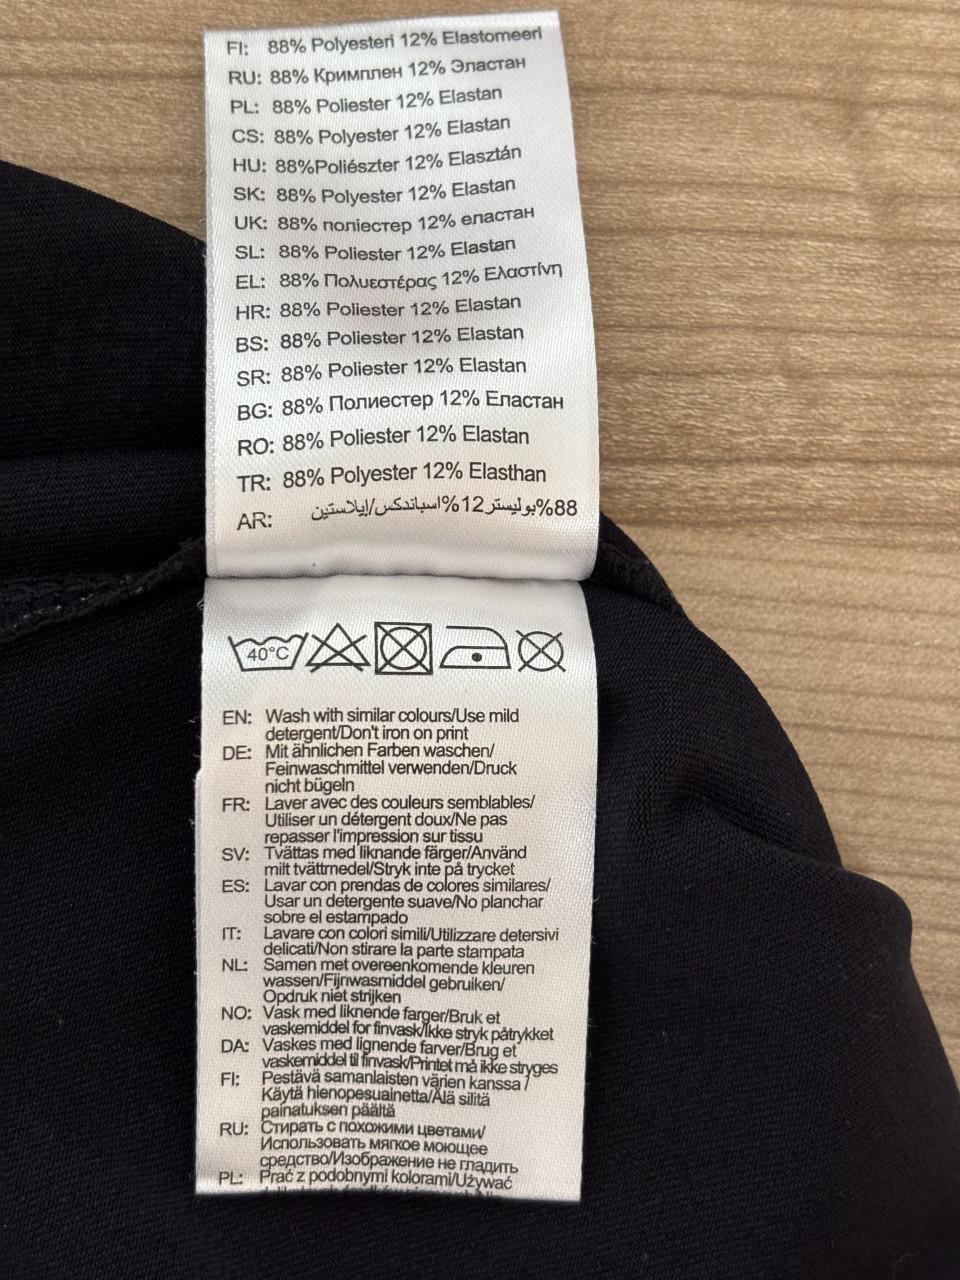 FI: 88% Polyesteri 12% Elastomeeri
RU: 88% Кримплен 12% Эластан
PL: 88% Poliester 12% Elastan
CS: 88% Polyester 12% Elastan
HU: 88%Poliészter 12% Elasztán
SK: 88% Polyester 12% Elastan
UK: 88% поліестер 12% еластан
SL: 88% Poliester 12% Elastan
EL: 88% Πολυεστέρας 12% Ελαστίνη
HR: 88% Poliester 12% Elastan
BS: 88% Poliester 12% Elastan
SR: 88% Poliester 12% Elastan
BG: 88% Полиестер 12% Еластан
RO: 88% Poliester 12% Elastan
TR: 88% Polyester 12% Elasthan
AR: 88%بوليستر12%اسباندكس/إيلاستين
40°C
EN: Wash with similar colours/Use mild
detergent/Don't iron on print
DE: Mit ähnlichen Farben waschen/
Feinwaschmittel verwenden/Druck
nicht bügeln
FR: Laver avec des couleurs semblables/
Utiliser un détergent doux/Ne pas
repasser l'impression sur tissu
SV: Tvättas med liknande färger/Använd
milt tvättmedel/Stryk inte på trycket
ES: Lavar con prendas de colores similares/
Usar un detergente suave/No planchar
sobre el estampado
IT: Lavare con colori simili/Utilizzare detersivi
delicati/Non stirare la parte stampata
NL: Samen met overeenkomende kleuren
wassen/Fijnwasmiddel gebruiken/
Opdruk niet strijken
NO: Vask med liknende farger/Bruk et
vaskemiddel for finvask/Ikke stryk påtrykket
DA: Vaskes med lignende farver/Brug et
vaskemiddel til finvask/Printet må ikke stryges
FI: Pestävä samanlaisten värien kanssa /
Käytä hienopesuainetta/Älä silitä
painatuksen päältä
RU: Стирать с похожими цветами/
Использовать мягкое моющее
средство/Изображение не гладить
PL: Prać z podobnymi kolorami/Używać